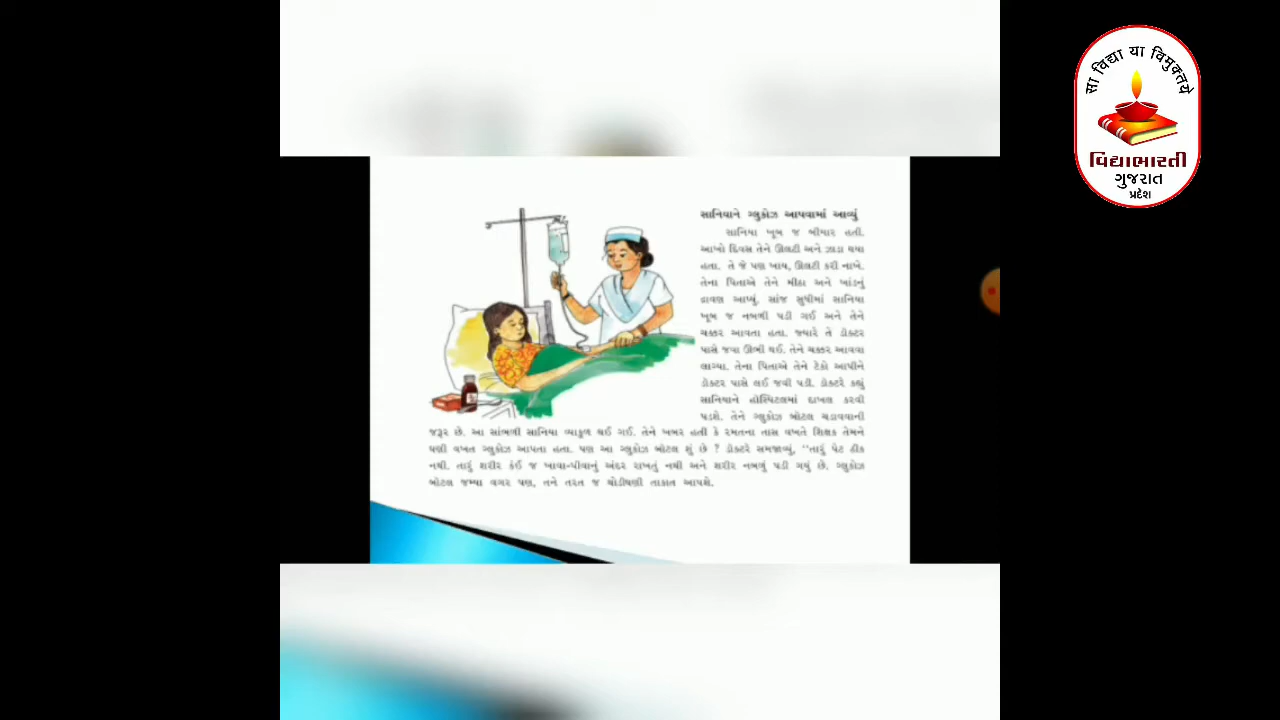 સા વિદ્યા યા વિમુક્તયે
વિદ્યાભારતી
ગુજરાત
પ્રદેશ
સાનિયાને ગ્લુકોઝ આપવામાં આવ્યું
સાનિયા ખૂબ જ બીમાર હતી.
આખો દિવસ તેને ઊલટી અને ઝાડા થયા
હતા. તે જે પણ ખાય, ઊલટી કરી નાખે.
તેના પિતાએ તેને મીઠા અને ખાંડનું
દ્રાવણ આપ્યું. સાંજ સુધીમાં સાનિયા
ખૂબ જ નબળી પડી ગઈ અને તેને
ચક્કર આવતા હતા. જ્યારે તે ડૉક્ટર
પાસે જવા ઊભી થઈ. તેને ચક્કર આવવા
લાગ્યા. તેના પિતાએ તેને ટેકો આપીને
ડૉક્ટર પાસે લઈ જવી પડી. ડૉક્ટરે કહ્યું
સાનિયાને હૉસ્પિટલમાં દાખલ કરવી
પડશે. તેને ગ્લુકોઝ બોટલ ચડાવવાની
જરૂર છે. આ સાંભળી સાનિયા વ્યાકુળ થઈ ગઈ. તેને ખબર હતી કે રમતના તાસ વખતે શિક્ષક તેમને
ઘણી વખત ગ્લુકોઝ આપતા હતા. પણ આ ગ્લુકોઝ બોટલ શું છે ? ડૉક્ટરે સમજાવ્યું, ‘‘તારું પેટ ઠીક
નથી. તારું શરીર કંઈ જ ખાવા-પીવાનું અંદર રાખતું નથી અને શરીર નબળું પડી ગયું છે. ગ્લુકોઝ
બોટલ જમ્યા વગર પણ, તને તરત જ થોડીઘણી તાકાત આપશે.